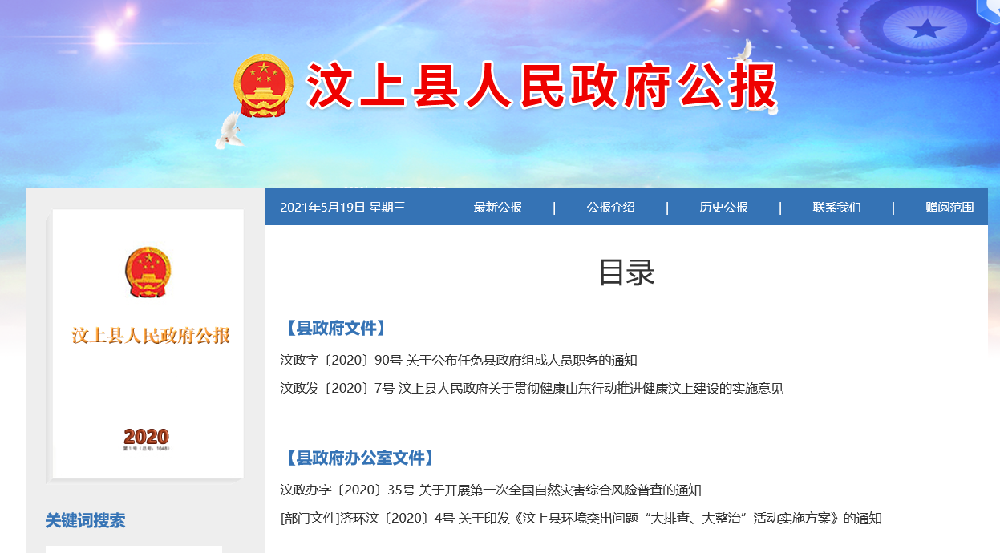 汶上县人民政府公报
2021年5月19日 星期三 最新公报 | 公报介绍 | 历史公报 | 联系我们 | 赠阅范围
汶上县人民政府公报
2020
第1号（总号：1648）
关键词搜索
目录
【县政府文件】
汶政字〔2020〕90号 关于公布任免县政府组成人员职务的通知
汶政发〔2020〕7号 汶上县人民政府关于贯彻健康山东行动推进健康汶上建设的实施意见
【县政府办公室文件】
汶政办字〔2020〕35号 关于开展第一次全国自然灾害综合风险普查的通知
[部门文件]济环汶〔2020〕4号 关于印发《汶上县环境突出问题“大排查、大整治”活动实施方案》的通知